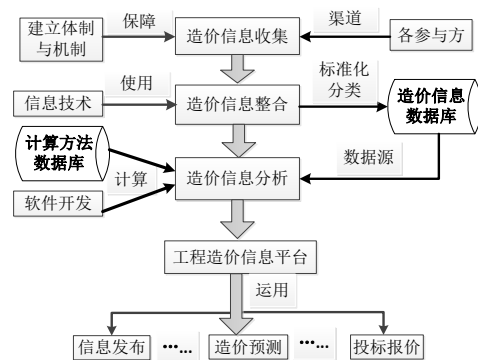 建立体制
与机制
保障
造价信息收集
渠道
各参与方
信息技术
使用
造价信息整合
标准化
分类
造价信息
数据库
计算方法
数据库
计算
软件开发
造价信息分析
数据源
工程造价信息平台
运用
信息发布
……
造价预测
……
投标报价